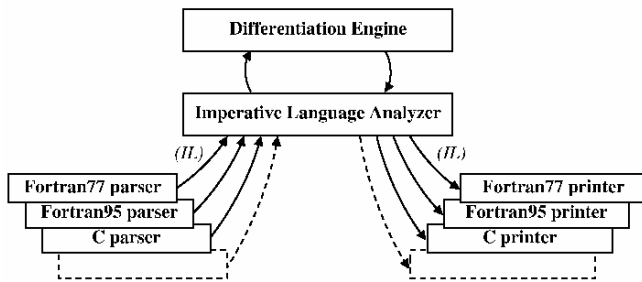 Differentiation Engine
Imperative Language Analyzer
(IL) (IL)
Fortran77 parser Fortran77 printer
Fortran95 parser Fortran95 printer
C parser C printer